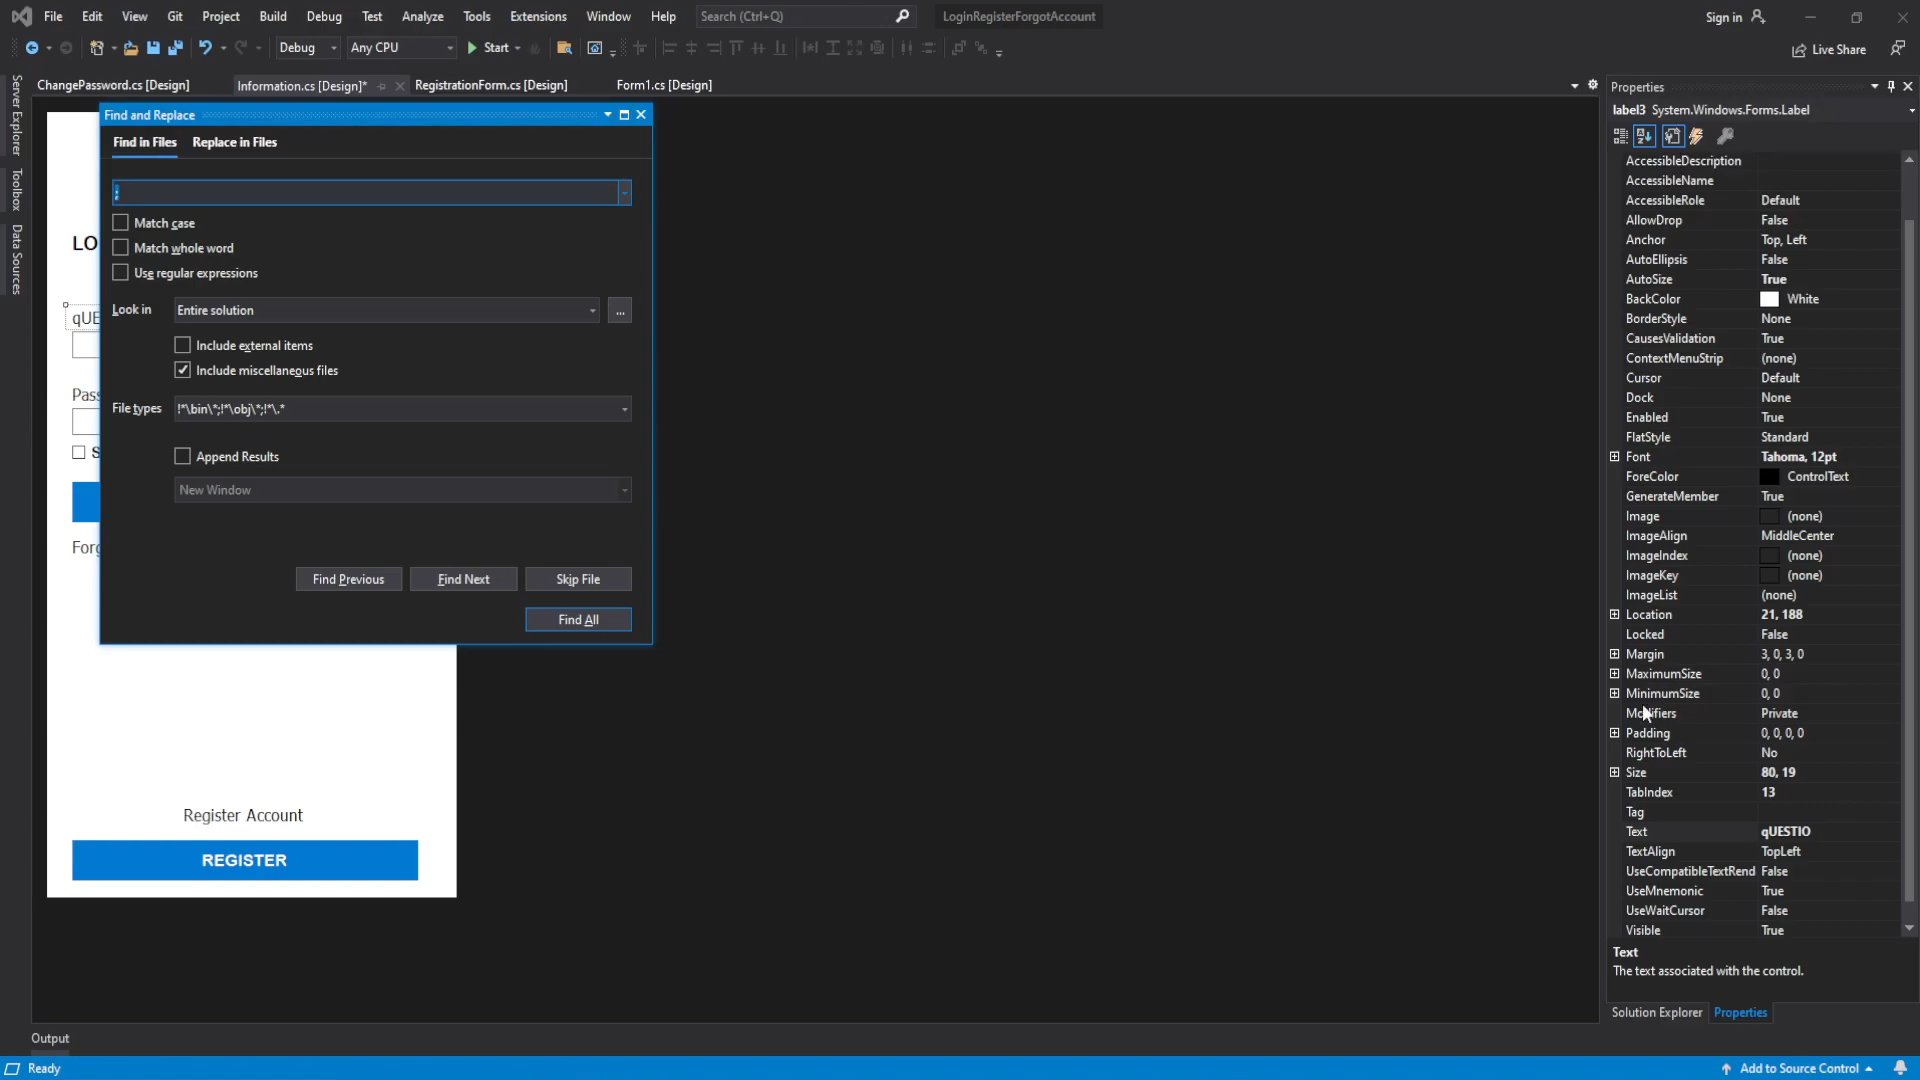 File Edit View Git Project Build Debug Test Analyze Tools Extensions Window Help Search (Ctrl+Q) LoginRegisterForgotAccount Sign in
Debug Any CPU Start Live Share
ChangePassword.cs [Design] Information.cs [Design]* RegistrationForm.cs [Design] Form1.cs [Design]
Server Explorer
Toolbox
Data Sources
Find and Replace
Find in Files Replace in Files
;
Match case
Match whole word
Use regular expressions
Look in Entire solution ...
Include external items
Include miscellaneous files
File types !*\bin\*;!*\obj\*;!*\.*
Append Results
New Window
Find Previous Find Next Skip File
Find All
LO
qUE
Pass
S
Forg
Register Account
REGISTER
Properties
label3 System.Windows.Forms.Label
AccessibleDescription
AccessibleName
AccessibleRole Default
AllowDrop False
Anchor Top, Left
AutoEllipsis False
AutoSize True
BackColor White
BorderStyle None
CausesValidation True
ContextMenuStrip (none)
Cursor Default
Dock None
Enabled True
FlatStyle Standard
Font Tahoma, 12pt
ForeColor ControlText
GenerateMember True
Image (none)
ImageAlign MiddleCenter
ImageIndex (none)
ImageKey (none)
ImageList (none)
Location 21, 188
Locked False
Margin 3, 0, 3, 0
MaximumSize 0, 0
MinimumSize 0, 0
Modifiers Private
Padding 0, 0, 0, 0
RightToLeft No
Size 80, 19
TabIndex 13
Tag
Text qUESTIO
TextAlign TopLeft
UseCompatibleTextRend False
UseMnemonic True
UseWaitCursor False
Visible True
Text
The text associated with the control.
Solution Explorer Properties
Output
Ready Add to Source Control